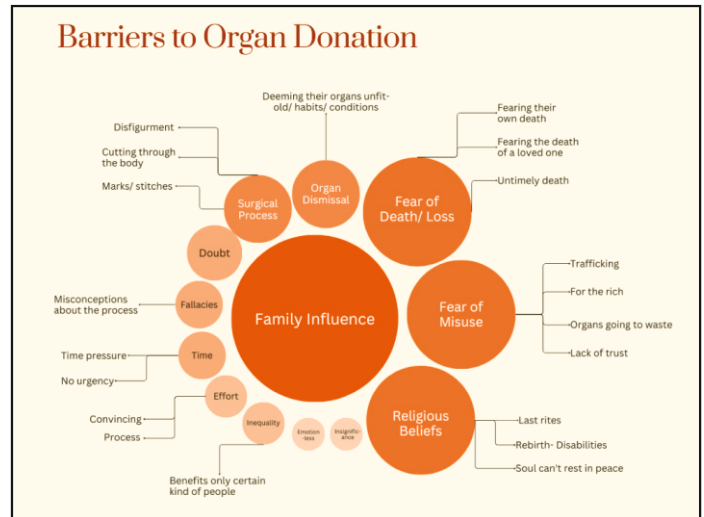 Barriers to Organ Donation
Deeming their organs unfit-
old/ habits/ conditions
Disfigurment
Cutting through
the body
Marks/ stitches
Surgical
Process
Organ
Dismissal
Fear of
Death/ Loss
Fearing their
own death
Fearing the death
of a loved one
Untimely death
Doubt
Fallacies
Misconceptions
about the process
Family Influence
Fear of
Misuse
Trafficking
For the rich
Organs going to waste
Lack of trust
Time
Time pressure
No urgency
Effort
Convincing
Process
Inequality
Benefits only certain
kind of people
Emotion
-less
Insignific-
ance
Religious
Beliefs
Last rites
Rebirth- Disabilities
Soul can't rest in peace